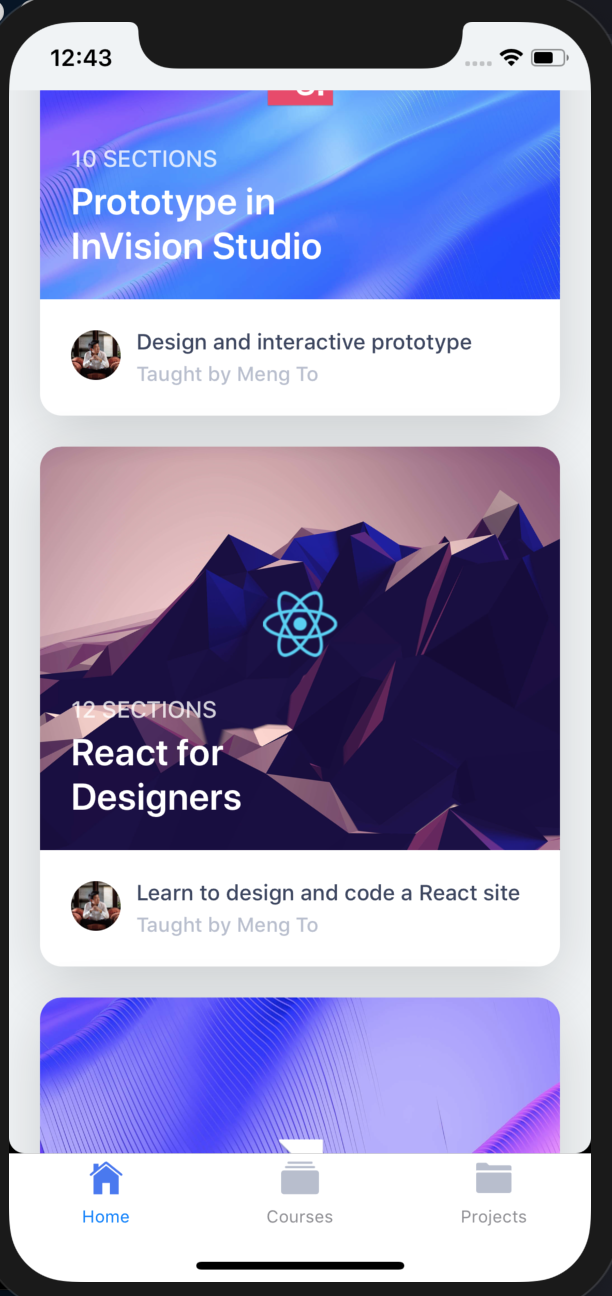 12:43
10 SECTIONS
Prototype in
InVision Studio
Design and interactive prototype
Taught by Meng To
12 SECTIONS
React for
Designers
Learn to design and code a React site
Taught by Meng To
Home
Courses
Projects